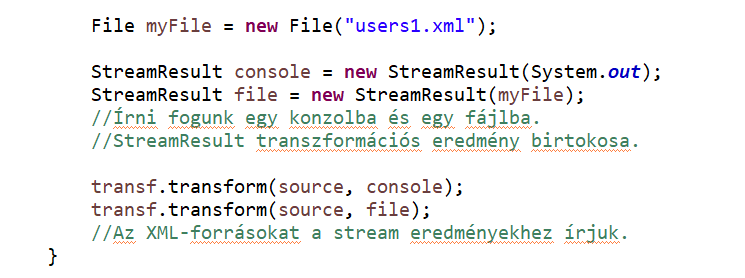 File myFile = new File("users1.xml");
StreamResult console = new StreamResult(System.out);
StreamResult file = new StreamResult(myFile);
//Írni fogunk egy konzolba és egy fájlba.
//StreamResult transzformációs eredmény birtokosa.
transf.transform(source, console);
transf.transform(source, file);
//Az XML-forrásokat a stream eredményekhez írjuk.
}